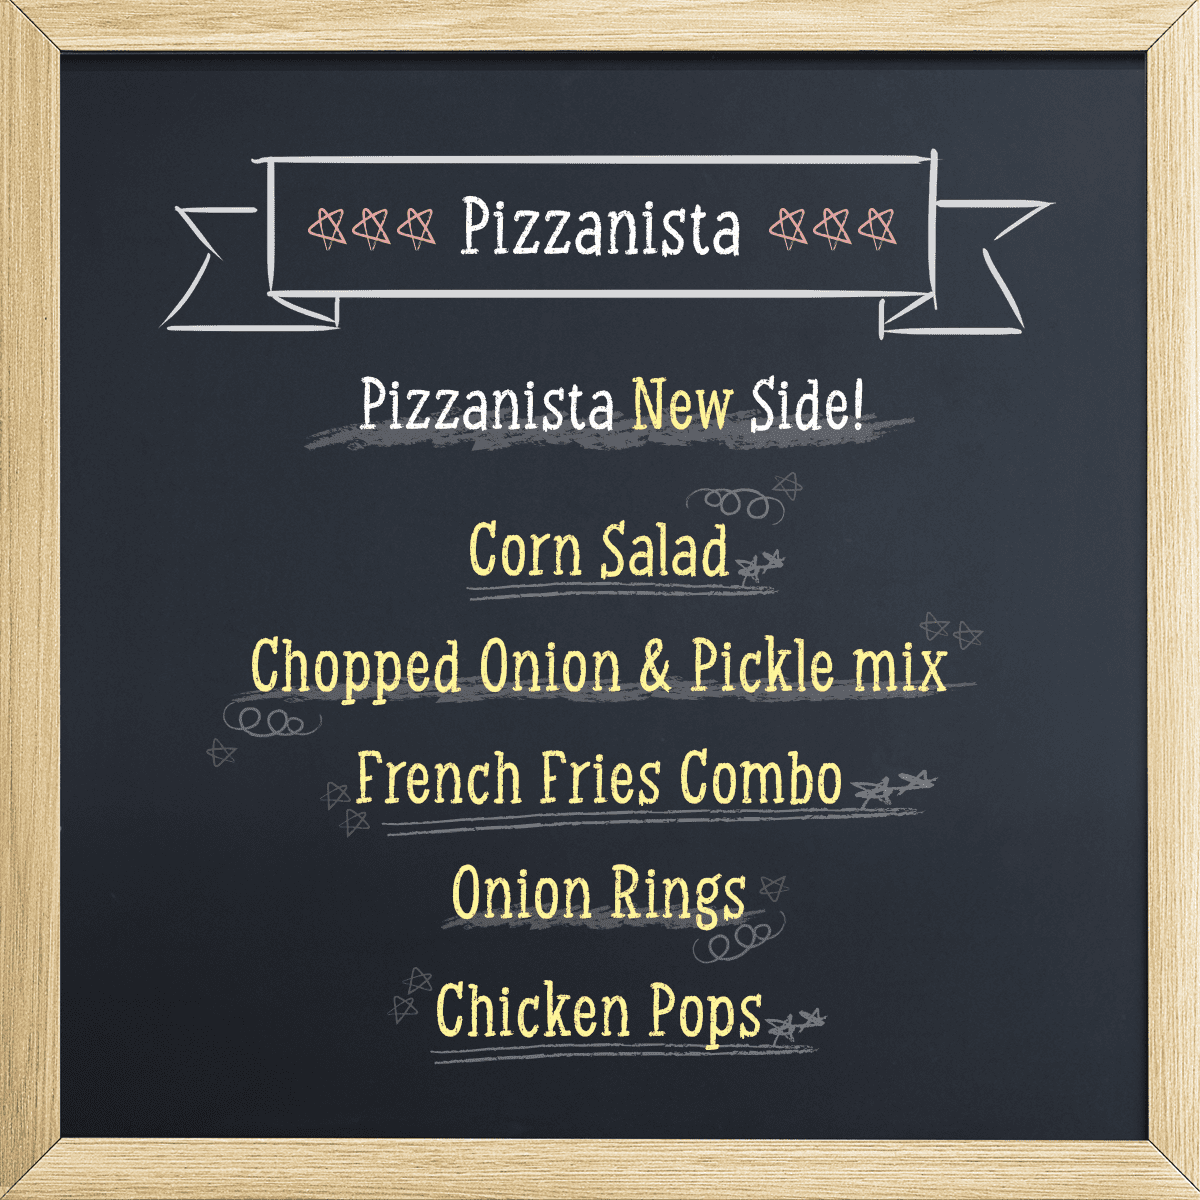 Pizzanista
Pizzanista New Side!
Corn Salad
Chopped Onion & Pickle mix
French Fries Combo
Onion Rings
Chicken Pops